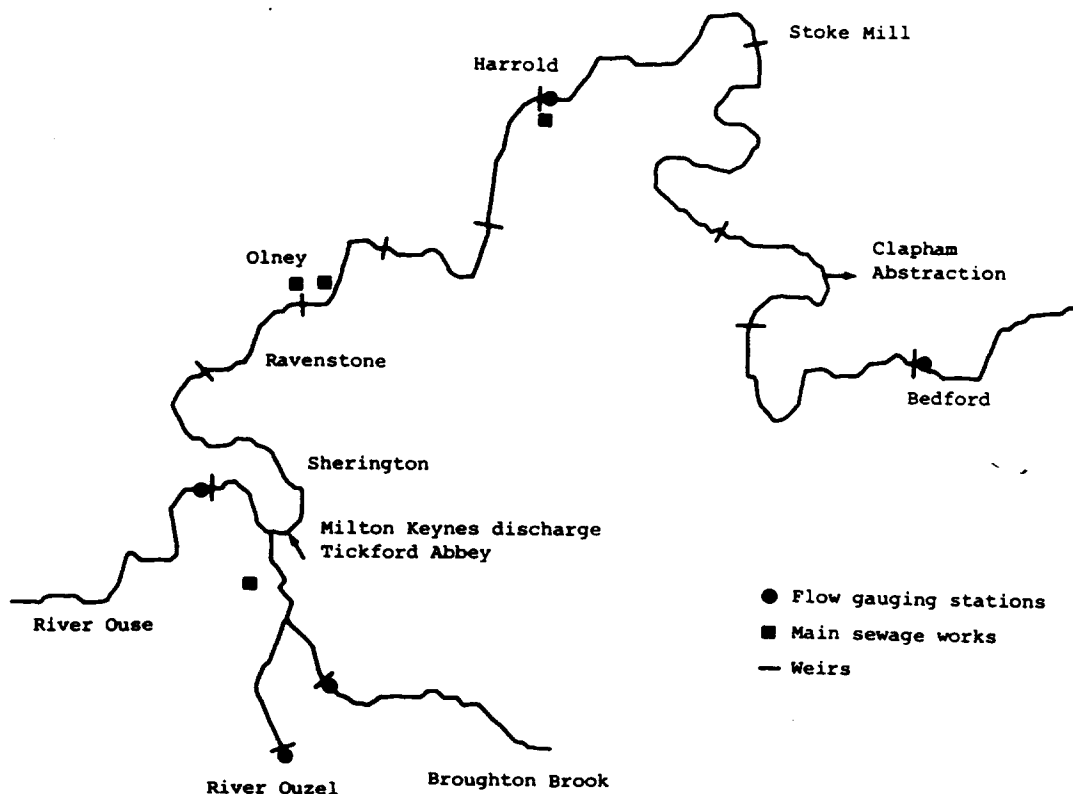 Stoke Mill
Harrold
Clapham
Abstraction
Olney
Ravenstone
Bedford
Sherington
Milton Keynes discharge
Tickford Abbey
River Ouse
Flow gauging stations
Main sewage works
Weirs
River Ouzel
Broughton Brook